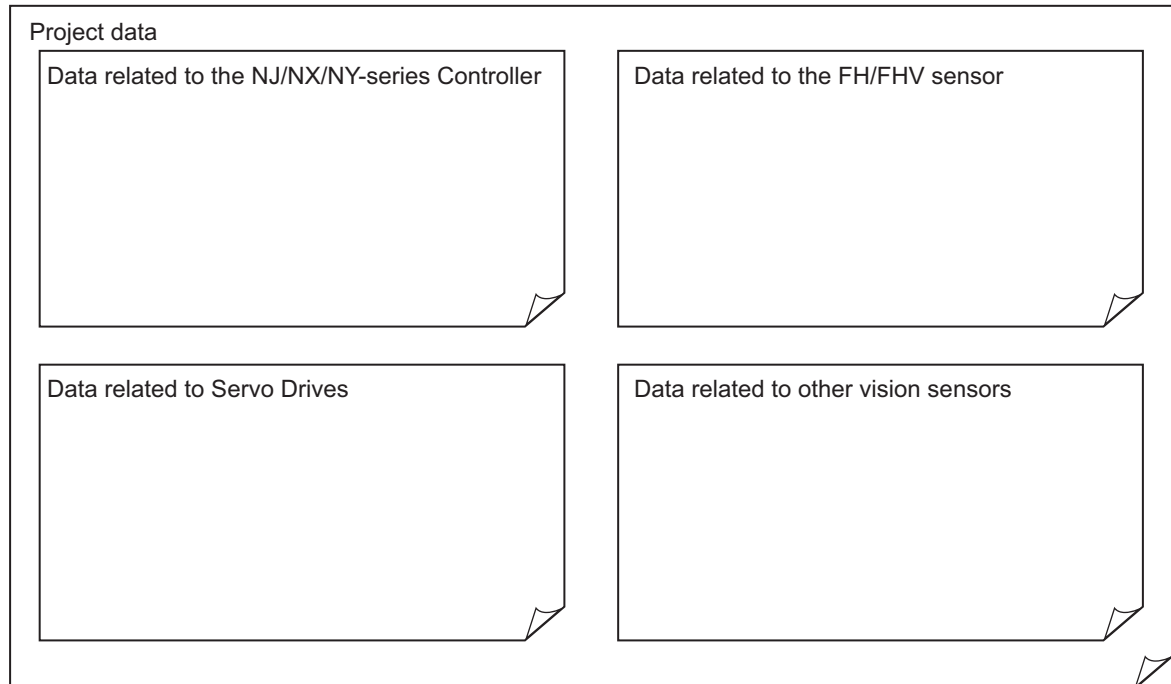 Project data
Data related to the NJ/NX/NY-series Controller
Data related to the FH/FHV sensor
Data related to Servo Drives
Data related to other vision sensors